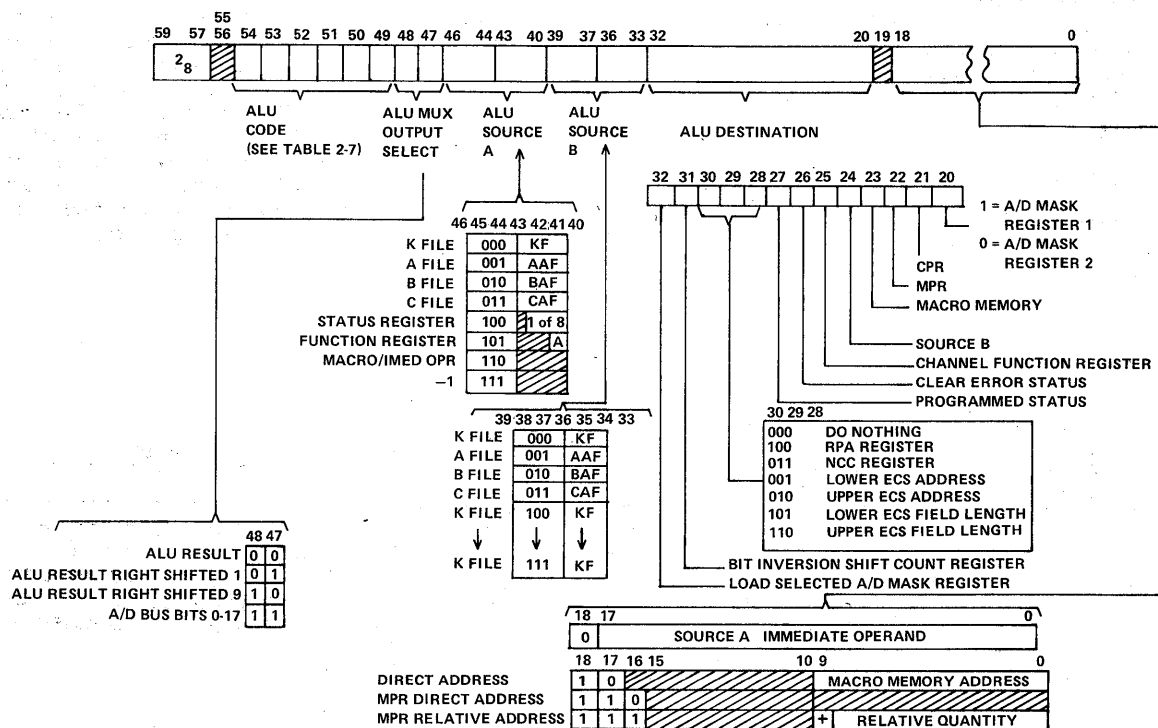 55
59 57 56 54 53 52 51 50 49 48 47 46 44 43 40 39 37 36 33 32 20 19 18 0
2 8
ALU CODE (SEE TABLE 2-7)
ALU MUX OUTPUT SELECT
ALU SOURCE A
ALU SOURCE B
ALU DESTINATION
32 31 30 29 28 27 26 25 24 23 22 21 20
1 = A/D MASK REGISTER 1
0 = A/D MASK REGISTER 2
CPR
MPR
MACRO MEMORY
SOURCE B
CHANNEL FUNCTION REGISTER
CLEAR ERROR STATUS
PROGRAMMED STATUS
46 45 44 43 42 41 40
K FILE 000 KF
A FILE 001 AAF
B FILE 010 BAF
C FILE 011 CAF
STATUS REGISTER 100 1 of 8
FUNCTION REGISTER 101 A
MACRO/IMED OPR 110
−1 111
39 38 37 36 35 34 33
K FILE 000 KF
A FILE 001 AAF
B FILE 010 BAF
C FILE 011 CAF
K FILE 100 KF
K FILE 111 KF
30 29 28
000 DO NOTHING
100 RPA REGISTER
011 NCC REGISTER
001 LOWER ECS ADDRESS
010 UPPER ECS ADDRESS
101 LOWER ECS FIELD LENGTH
110 UPPER ECS FIELD LENGTH
BIT INVERSION SHIFT COUNT REGISTER
LOAD SELECTED A/D MASK REGISTER
48 47
ALU RESULT 0 0
ALU RESULT RIGHT SHIFTED 1 0 1
ALU RESULT RIGHT SHIFTED 9 1 0
A/D BUS BITS 0-17 1 1
18 17 0
0 SOURCE A IMMEDIATE OPERAND
18 17 16 15 10 9 0
DIRECT ADDRESS 1 0 MACRO MEMORY ADDRESS
MPR DIRECT ADDRESS 1 1 0
MPR RELATIVE ADDRESS 1 1 1 + RELATIVE QUANTITY